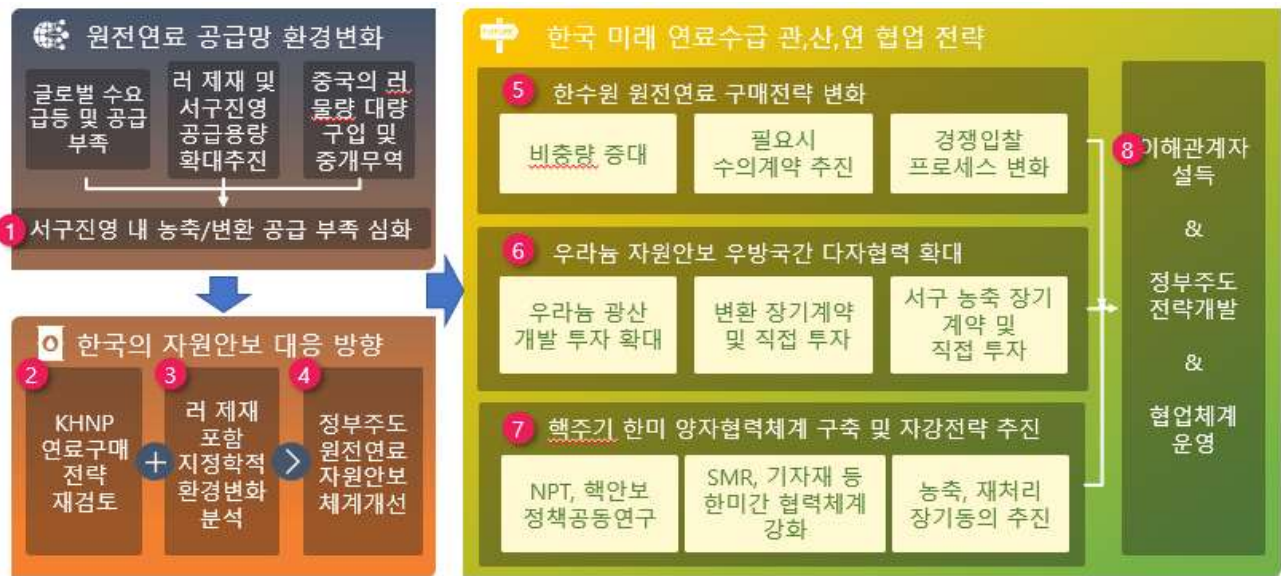 원전연료 공급망 환경변화
글로벌 수요
급등 및 공급
부족
러 제재 및
서구진영
공급용량
확대추진
중국의 러
물량 대량
구입 및
중개무역
1 서구진영 내 농축/변환 공급 부족 심화
한국의 자원안보 대응 방향
2
KHNP
연료구매
전략
재검토
+
3
러 제재
포함
지정학적
환경변화
분석
>
4
정부주도
원전연료
자원안보
체계개선
한국 미래 연료수급 관,산,연 협업 전략
5 한수원 원전연료 구매전략 변화
비축량 증대
필요시
수의계약 추진
경쟁입찰
프로세스 변화
6 우라늄 자원안보 우방국간 다자협력 확대
우라늄 광산
개발 투자 확대
변환 장기계약
및 직접 투자
서구 농축 장기
계약 및
직접 투자
7 핵주기 한미 양자협력체계 구축 및 자강전략 추진
NPT, 핵안보
정책공동연구
SMR, 기자재 등
한미간 협력체계
강화
농축, 재처리
장기동의 추진
8 이해관계자
설득
&
정부주도
전략개발
&
협업체계
운영